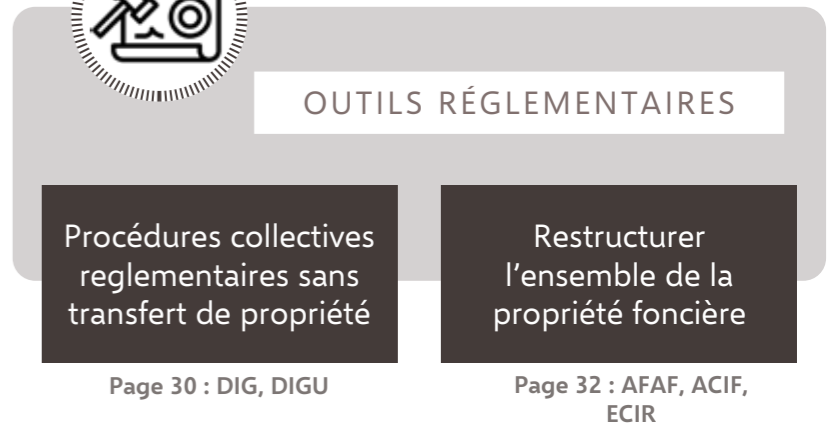 OUTILS RÉGLEMENTAIRES
Procédures collectives
reglementaires sans
transfert de propriété
Page 30 : DIG, DIGU
Restructurer
l'ensemble de la
propriété foncière
Page 32 : AFAF, ACIF,
ECIR